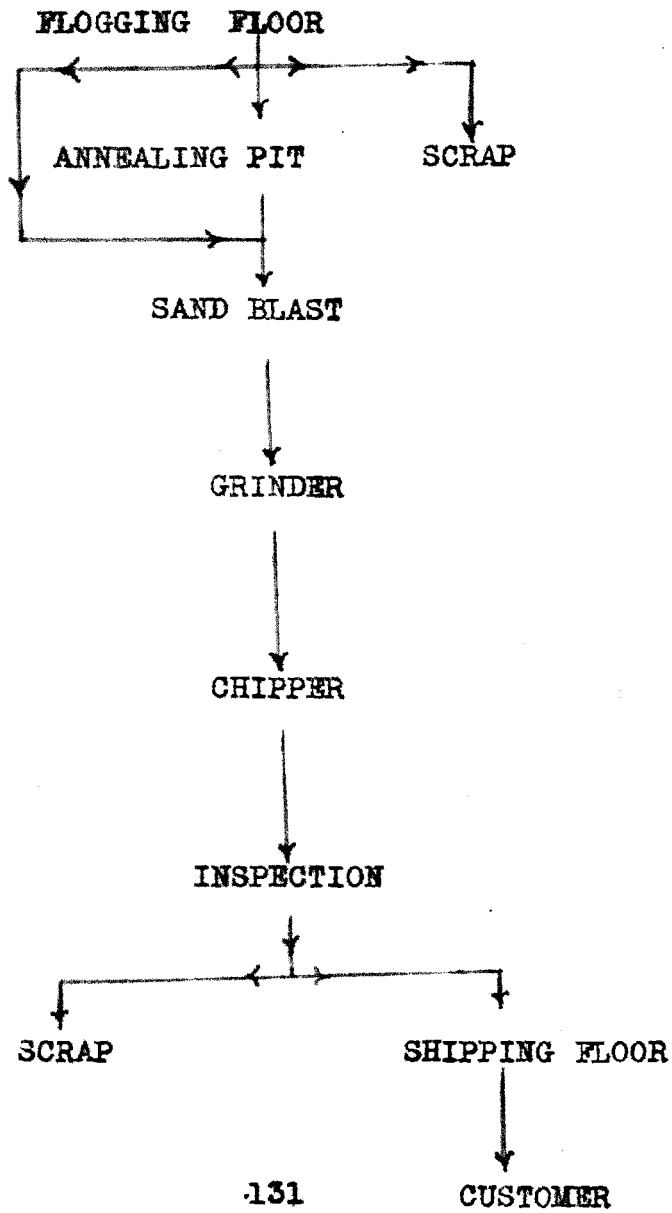 FLOGGING FLOOR
ANNEALING PIT SCRAP
SAND BLAST
GRINDER
CHIPPER
INSPECTION
SCRAP SHIPPING FLOOR
131 CUSTOMER